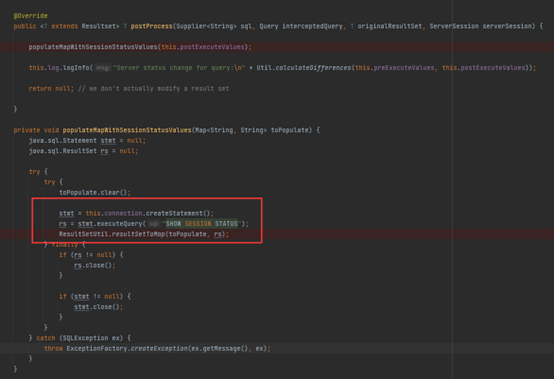 @Override
public <T extends Resultset> T postProcess(Supplier<String> sql, Query interceptedQuery, T originalResultSet, ServerSession serverSession) {
populateMapWithSessionStatusValues(this.postExecuteValues);
this.log.logInfo( msg: "Server status change for query:\n" + Util.calculateDifferences(this.preExecuteValues, this.postExecuteValues));
return null; // we don't actually modify a result set
}
private void populateMapWithSessionStatusValues(Map<String, String> toPopulate) {
java.sql.Statement stmt = null;
java.sql.ResultSet rs = null;
try {
try {
toPopulate.clear();
stmt = this.connection.createStatement();
rs = stmt.executeQuery( sql: "SHOW SESSION STATUS");
ResultSetUtil.resultSetToMap(toPopulate, rs);
} finally {
if (rs != null) {
rs.close();
}
if (stmt != null) {
stmt.close();
}
}
} catch (SQLException ex) {
throw ExceptionFactory.createException(ex.getMessage(), ex);
}
}